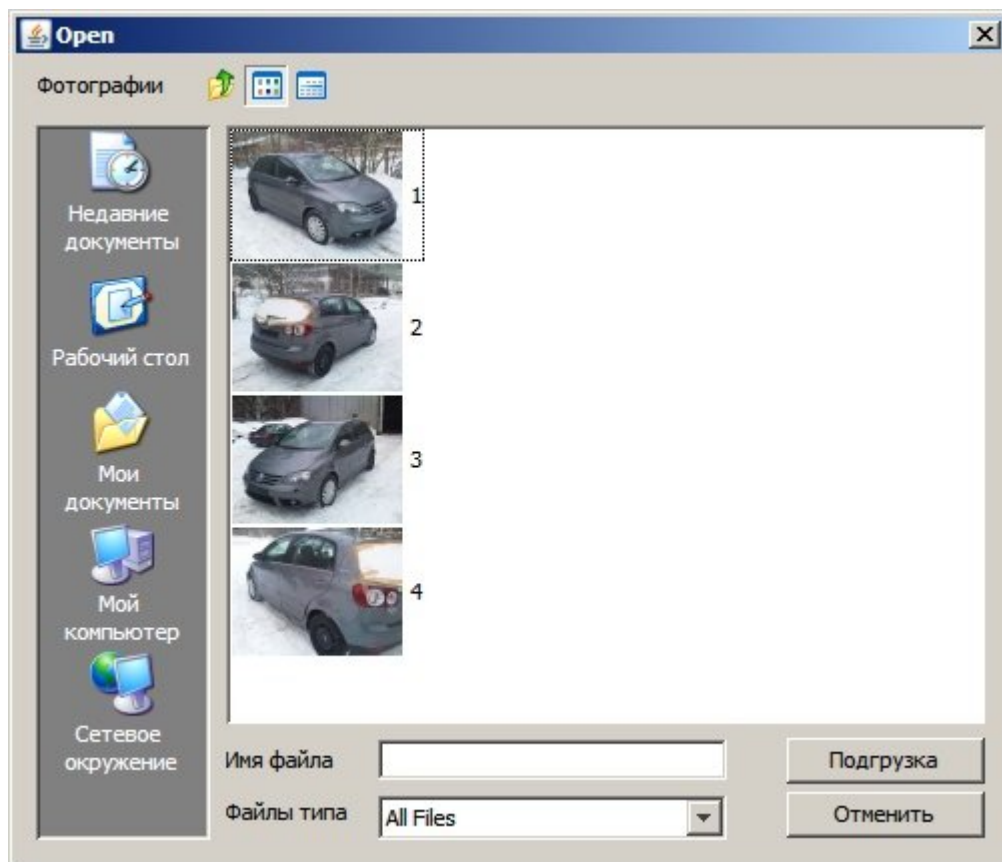 Open
Фотографии
Недавние
документы
Рабочий стол
Мои
документы
Мой
компьютер
Сетевое
окружение
1
2
3
4
Имя файла
Подгрузка
Файлы типа
All Files
Отменить